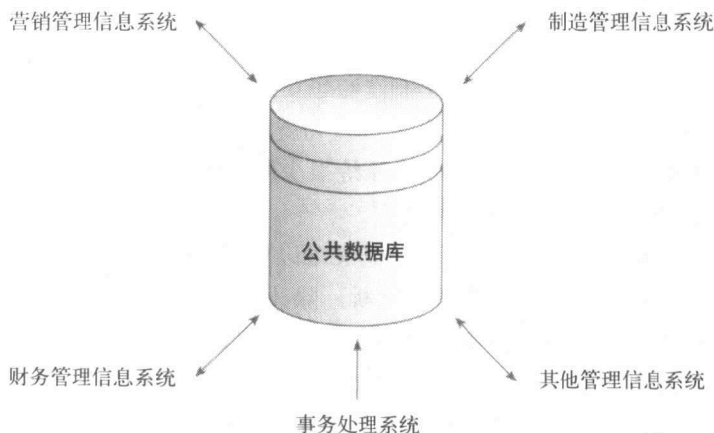 营销管理信息系统
制造管理信息系统
公共数据库
财务管理信息系统
其他管理信息系统
事务处理系统